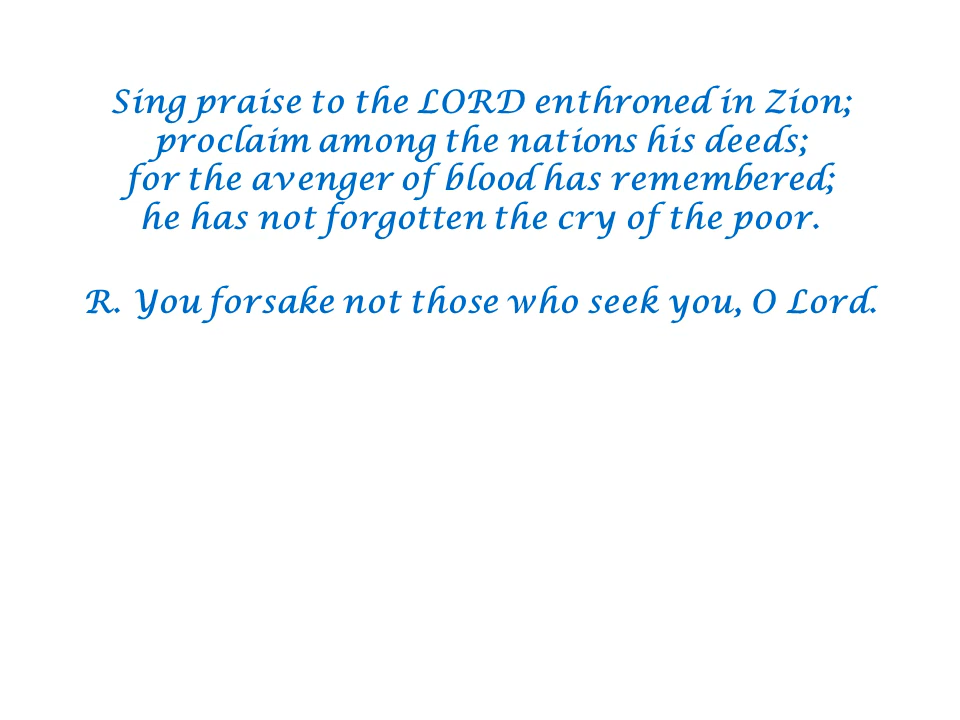 Sing praise to the LORD enthroned in Zion;
proclaim among the nations his deeds;
for the avenger of blood has remembered;
he has not forgotten the cry of the poor.
R. You forsake not those who seek you, O Lord.